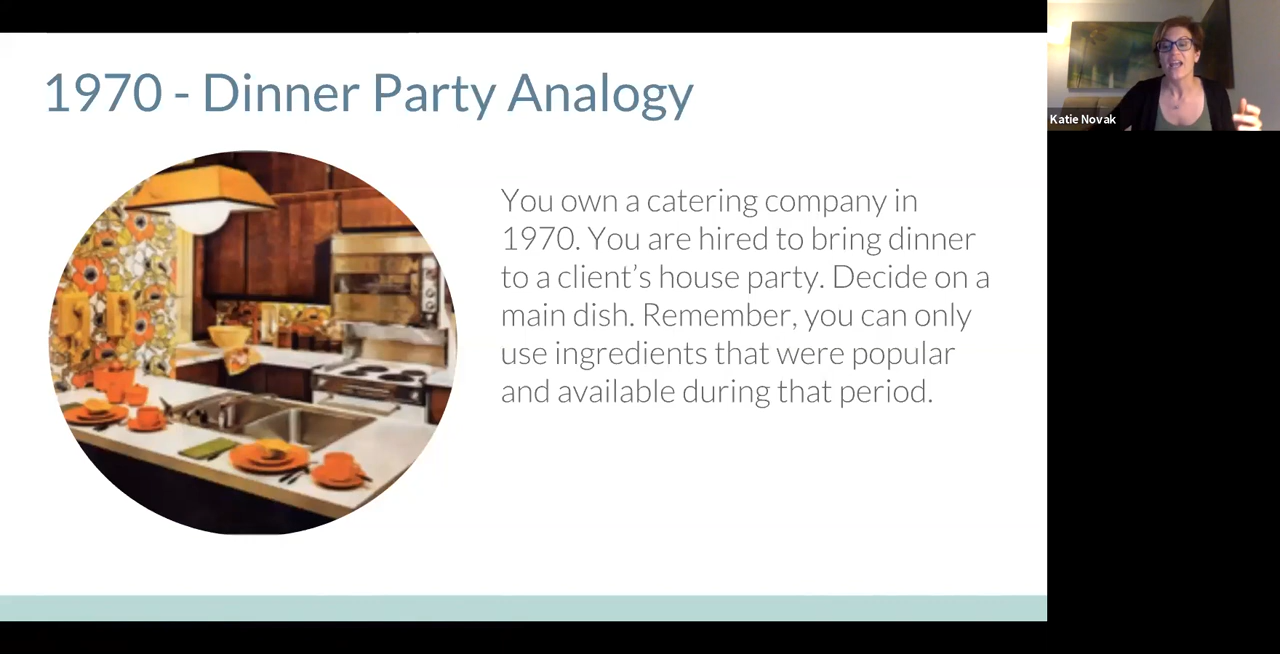 1970 - Dinner Party Analogy
You own a catering company in
1970. You are hired to bring dinner
to a client’s house party. Decide on a
main dish. Remember, you can only
use ingredients that were popular
and available during that period.
Katie Novak